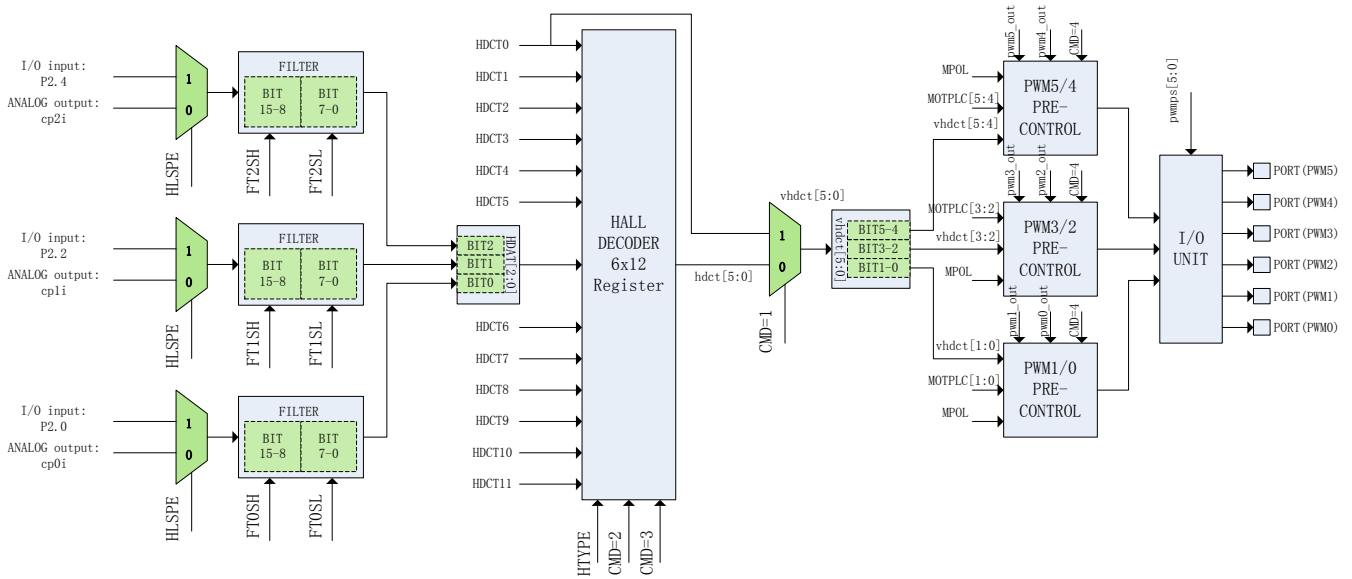 I/O input:
P2.4
ANALOG output:
cp2i
1
0
HLSPE
FILTER
BIT
15-8
BIT
7-0
FT2SH
FT2SL
I/O input:
P2.2
ANALOG output:
cp1i
1
0
HLSPE
FILTER
BIT
15-8
BIT
7-0
FT1SH
FT1SL
I/O input:
P2.0
ANALOG output:
cp0i
1
0
HLSPE
FILTER
BIT
15-8
BIT
7-0
FT0SH
FT0SL
BIT2
BIT1
BIT0
HDAT[2:0]
HDCT0
HDCT1
HDCT2
HDCT3
HDCT4
HDCT5
HDCT6
HDCT7
HDCT8
HDCT9
HDCT10
HDCT11
HALL
DECODER
6x12
Register
HTYPE
CMD=2
CMD=3
hdct[5:0]
vhdct[5:0]
1
0
CMD=1
vhdct[5:0]
BIT5-4
BIT3-2
BIT1-0
pwm5_out
pwm4_out
CMD=4
MPOL
MOTPLC[5:4]
vhdct[5:4]
PWM5/4
PRE-
CONTROL
pwm3_out
pwm2_out
CMD=4
MOTPLC[3:2]
vhdct[3:2]
MPOL
PWM3/2
PRE-
CONTROL
pwm1_out
pwm0_out
CMD=4
vhdct[1:0]
MOTPLC[1:0]
MPOL
PWM1/0
PRE-
CONTROL
pwmps[5:0]
I/O
UNIT
PORT(PWM5)
PORT(PWM4)
PORT(PWM3)
PORT(PWM2)
PORT(PWM1)
PORT(PWM0)